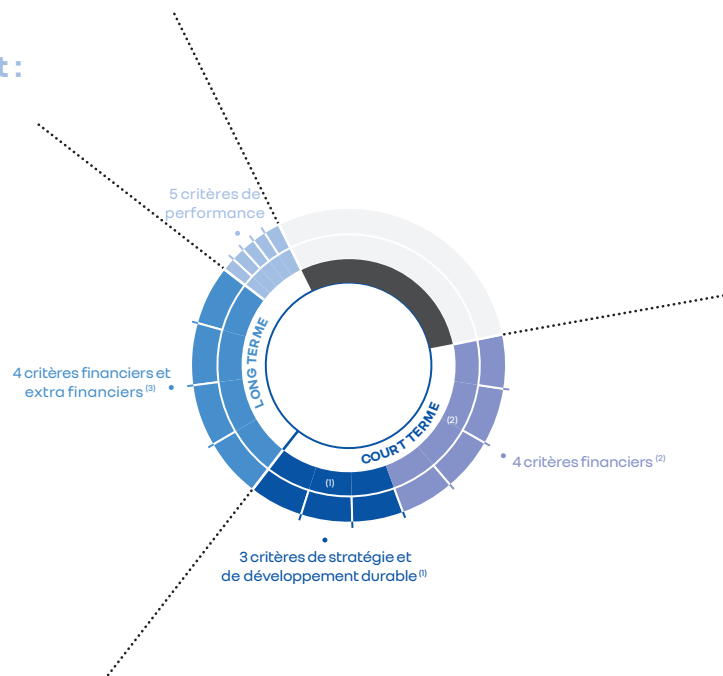 t :
5 critères de
performance
LONG TERME
4 critères financiers et
extra financiers (3)
COURT TERME
(2)
4 critères financiers (2)
(1)
3 critères de stratégie et
de développement durable (1)